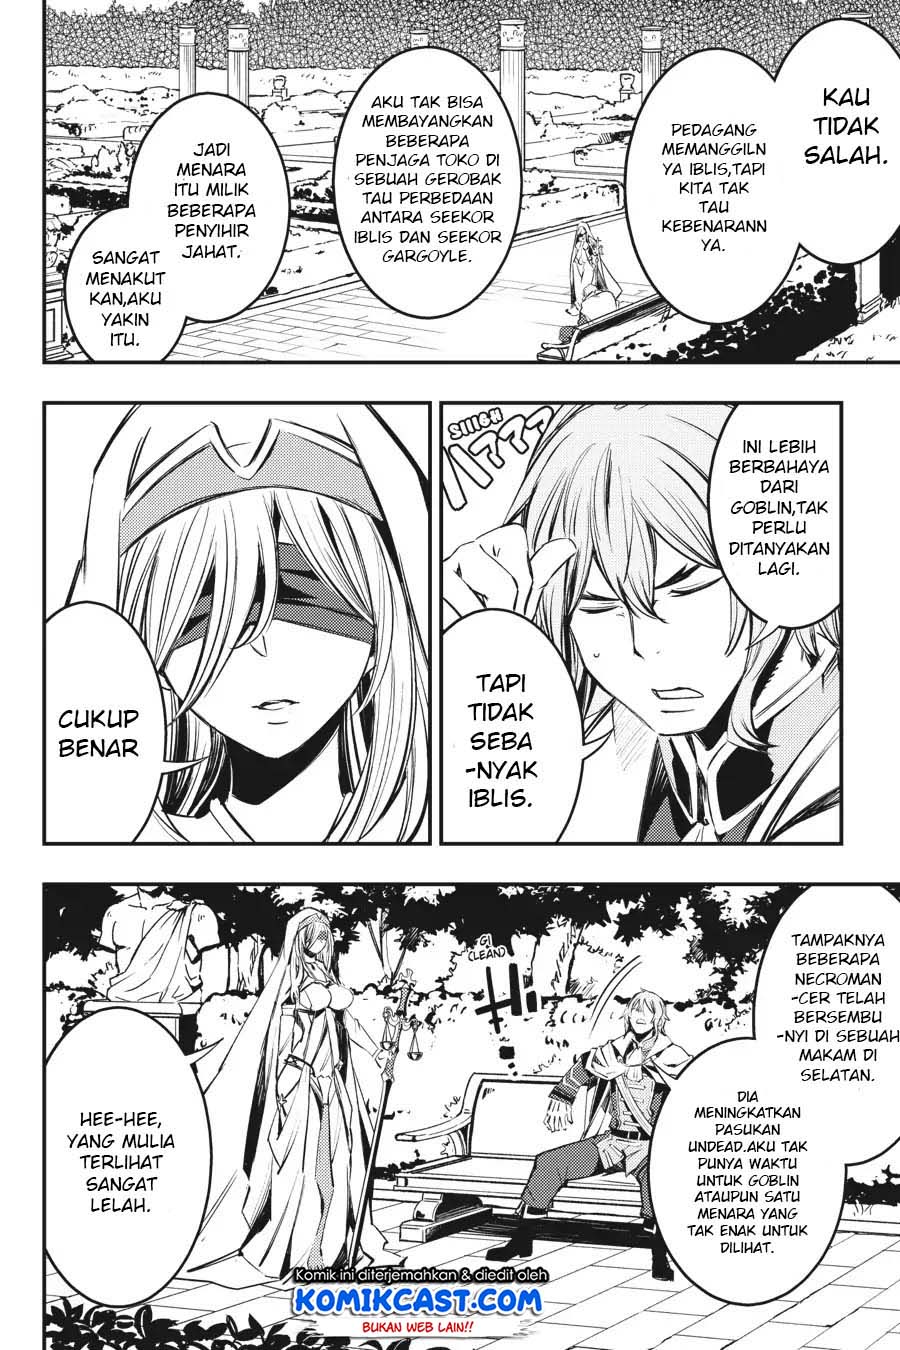 KAU
TIDAK
SALAH.
PEDAGANG
MEMANGGILN
YA IBLIS,TAPI
KITA TAK
TAU
KEBENARANN
YA.
AKU TAK BISA
MEMBAYANGKAN
BEBERAPA
PENJAGA TOKO DI
SEBUAH GEROBAK
TAU PERBEDAAN
ANTARA SEEKOR
IBLIS DAN SEEKOR
GARGOYLE.
JADI
MENARA
ITU MILIK
BEBERAPA
PENYIHIR
JAHAT.
SANGAT
MENAKUT
KAN,AKU
YAKIN
ITU.
INI LEBIH
BERBAHAYA
DARI
GOBLIN,TAK
PERLU
DITANYAKAN
LAGI.
SIIIGH
ハアアア
TAPI
TIDAK
SEBA
-NYAK
IBLIS.
CUKUP
BENAR
TAMPAKNYA
BEBERAPA
NECROMAN
-CER TELAH
BERSEMBU
-NYI DI SEBUAH
MAKAM DI
SELATAN.
DIA
MENINGKATKAN
PASUKAN
UNDEAD.AKU TAK
PUNYA WAKTU
UNTUK GOBLIN
ATAUPUN SATU
MENARA YANG
TAK ENAK UNTUK
DILIHAT.
GI
(LEAN)
HEE-HEE,
YANG MULIA
TERLIHAT
SANGAT
LELAH.
Komik ini diterjemahkan & diedit oleh
KOMIKCAST.COM
BUKAN WEB LAIN!!